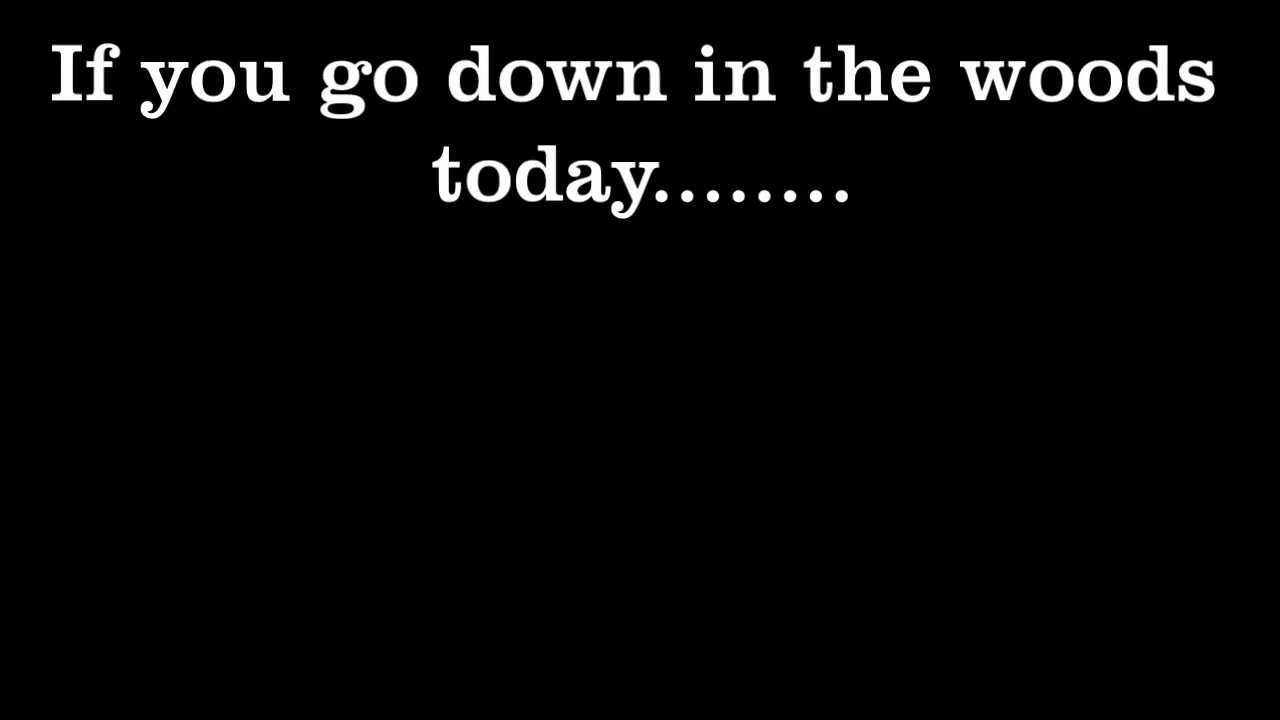 If you go down in the woods
today........